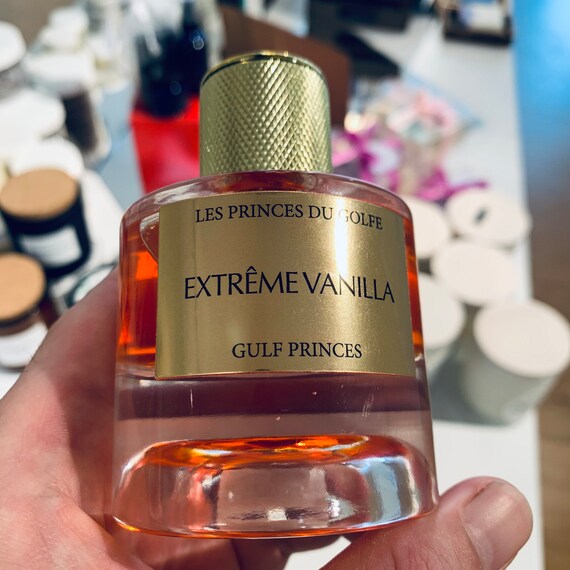 LES PRINCES DU GOLFE
EXTRÊME VANILLA
GULF PRINCES